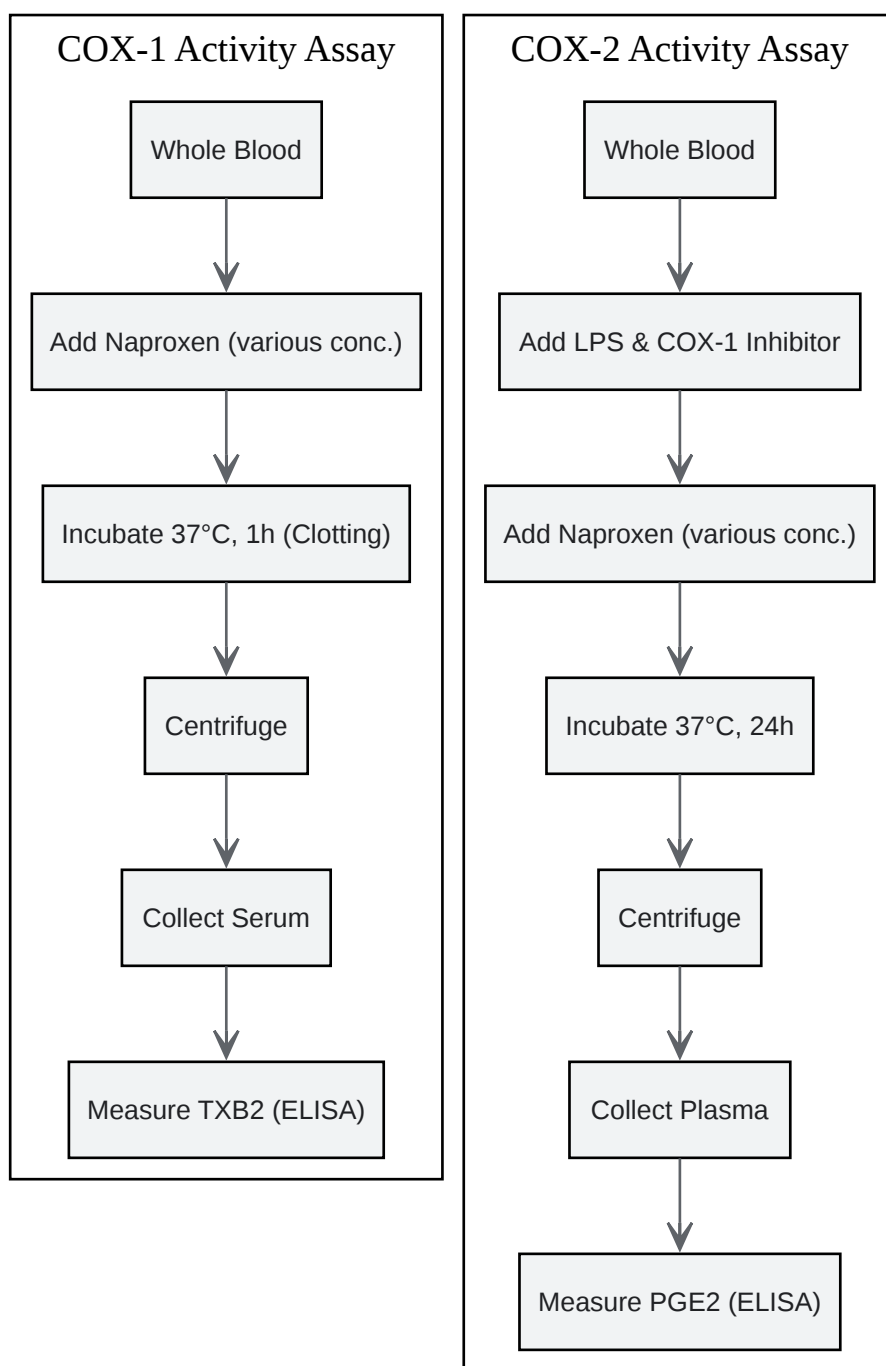 COX-1 Activity Assay
Whole Blood
Add Naproxen (various conc.)
Incubate 37°C, 1h (Clotting)
Centrifuge
Collect Serum
Measure TXB2 (ELISA)
COX-2 Activity Assay
Whole Blood
Add LPS & COX-1 Inhibitor
Add Naproxen (various conc.)
Incubate 37°C, 24h
Centrifuge
Collect Plasma
Measure PGE2 (ELISA)